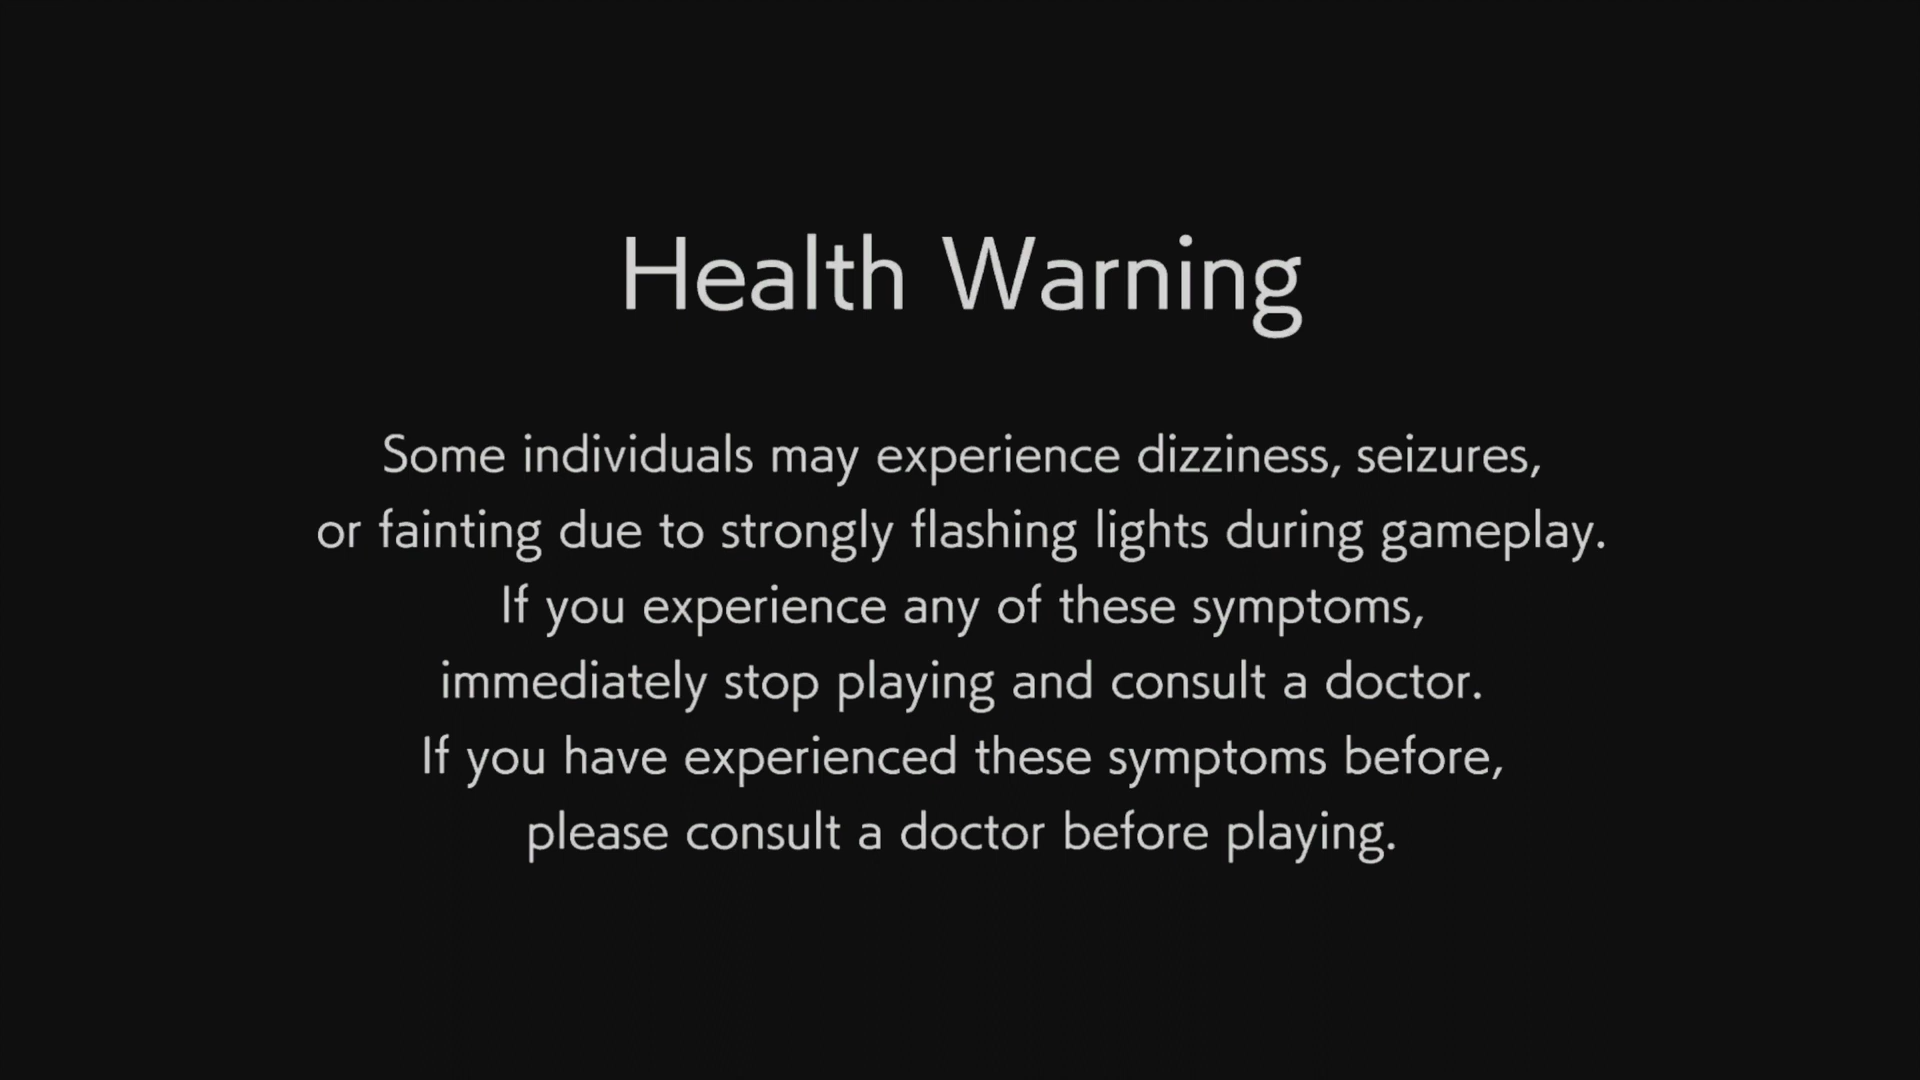 Health Warning
Some individuals may experience dizziness, seizures,
or fainting due to strongly flashing lights during gameplay.
If you experience any of these symptoms,
immediately stop playing and consult a doctor.
If you have experienced these symptoms before,
please consult a doctor before playing.